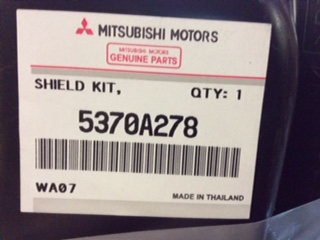 MITSUBISHI MOTORS
MITSUBISHI MOTORS
GENUINE PARTS
SHIELD KIT, QTY: 1
5370A278
WA07
MADE IN THAILAND